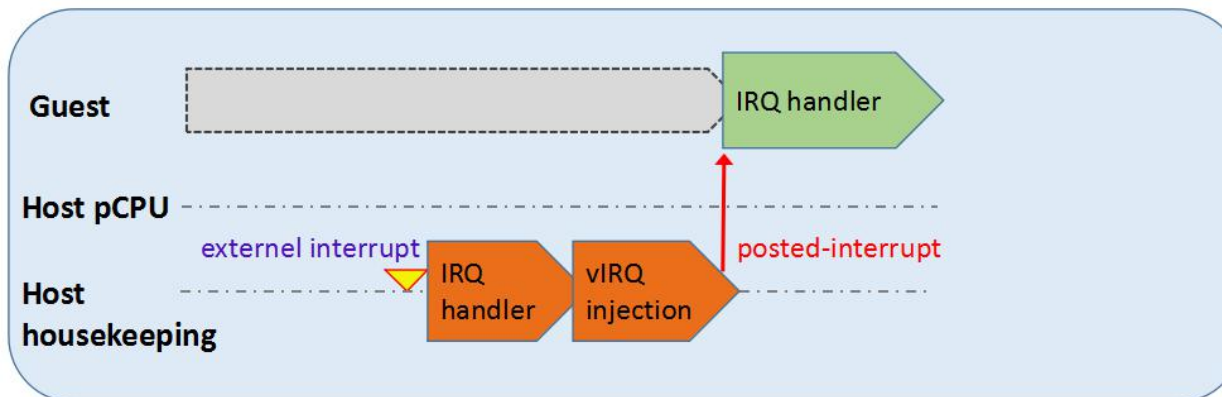 Guest
IRQ handler
Host pCPU
externel interrupt
IRQ
handler
vIRQ
injection
posted-interrupt
Host
housekeeping